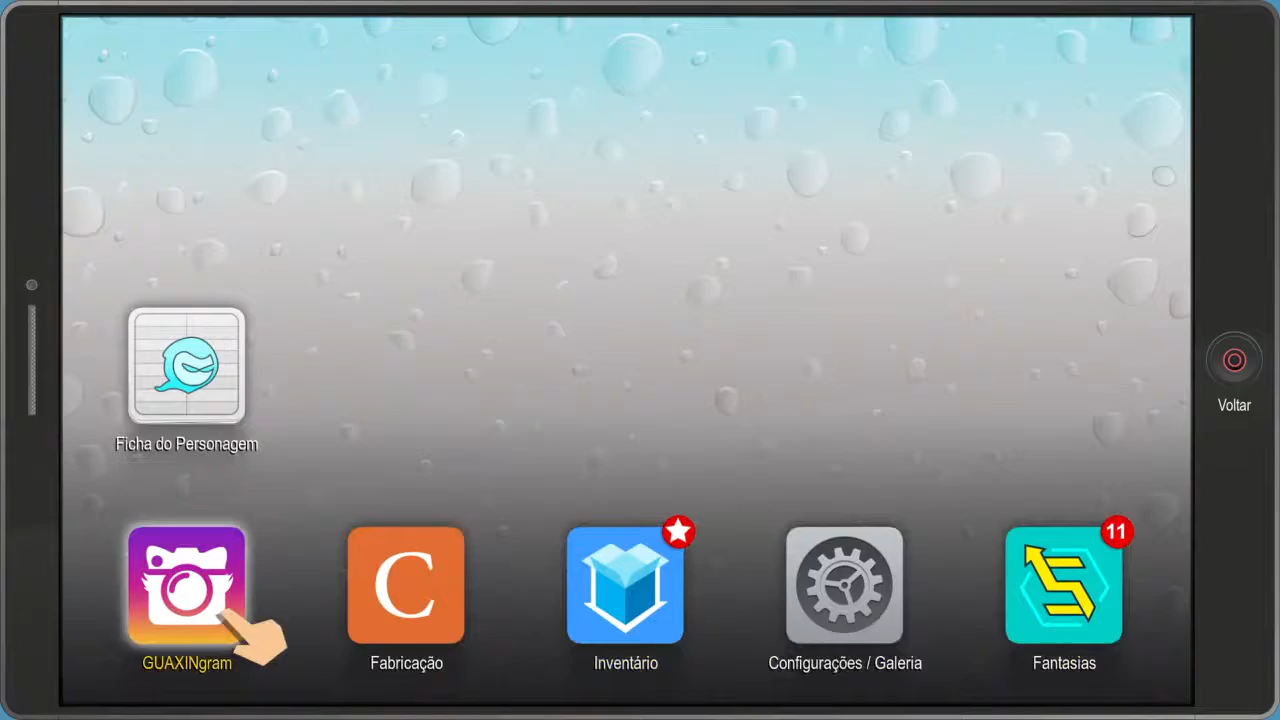 Voltar
Ficha do Personagem
11
C
GUAXINgram
Fabricação
Inventário
Configurações / Galeria
Fantasias